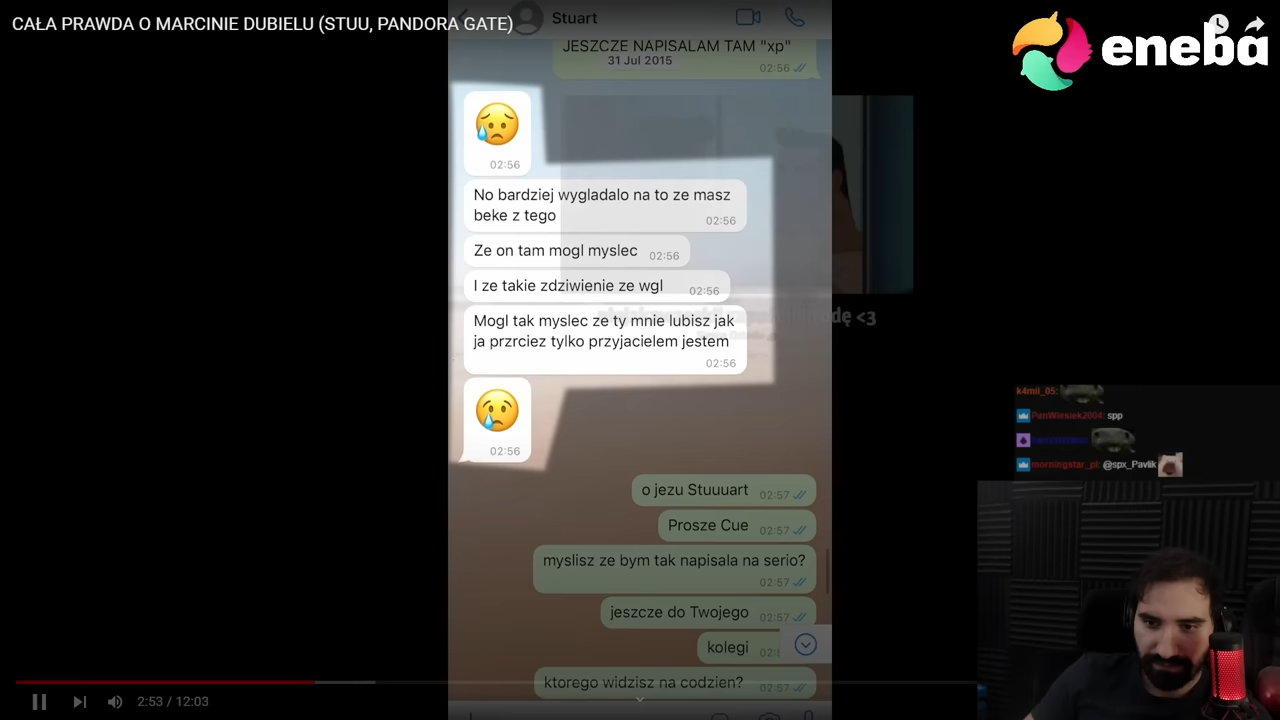 CAŁA PRAWDA O MARCINIE DUBIELU (STUU, PANDORA GATE)
Stuart
eneba
JESZCZE NAPISALAM TAM "xp"
31 Jul 2015
02:56
02:56
No bardziej wygladalo na to ze masz
beke z tego
02:56
Ze on tam mogl myslec 02:56
I ze takie zdziwienie ze wgl 02:56
Mogl tak myslec ze ty mnie lubisz jak
ja przrciez tylko przyjacielem jestem
02:56
dę <3
02:56
k4mil_05:
PanWiesiek2004: spp
morningstar_pl: @spx_Pavlik
o jezu Stuuuart 02:57
Prosze Cue 02:57
myslisz ze bym tak napisala na serio?
02:57
jeszcze do Twojego 02:57
kolegi
ktorego widzisz na codzien? 02:57
2:53 / 12:03